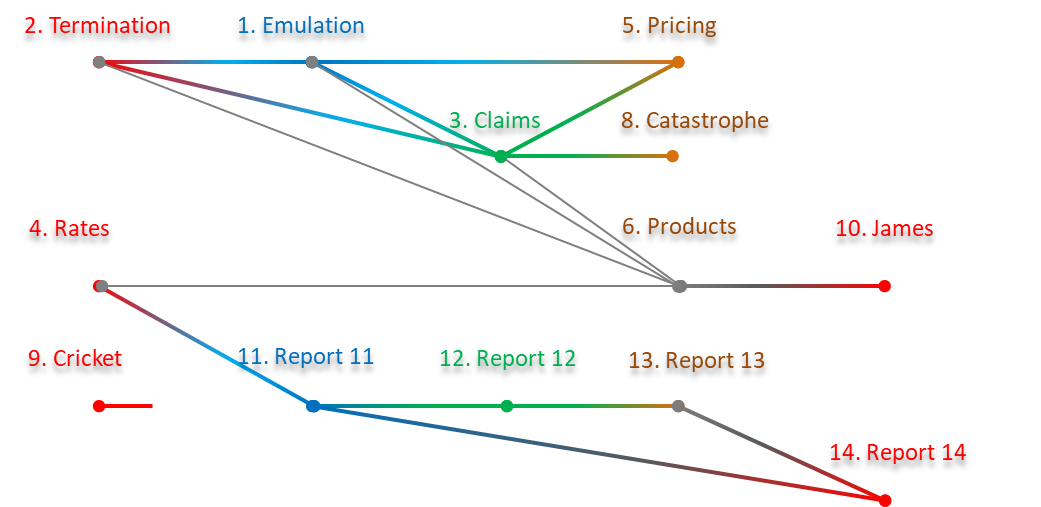 2. Termination
1. Emulation
5. Pricing
3. Claims
8. Catastrophe
4. Rates
6. Products
10. James
9. Cricket
11. Report 11
12. Report 12
13. Report 13
14. Report 14